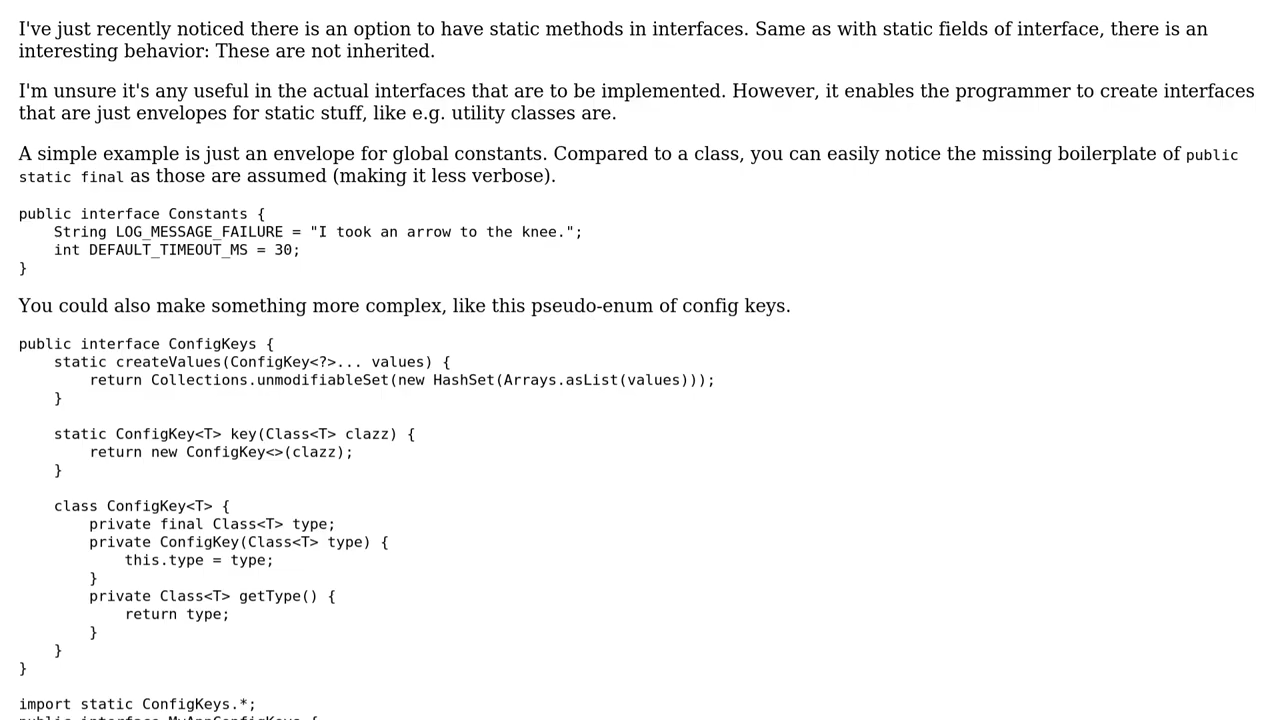 I've just recently noticed there is an option to have static methods in interfaces. Same as with static fields of interface, there is an
interesting behavior: These are not inherited.
I'm unsure it's any useful in the actual interfaces that are to be implemented. However, it enables the programmer to create interfaces
that are just envelopes for static stuff, like e.g. utility classes are.
A simple example is just an envelope for global constants. Compared to a class, you can easily notice the missing boilerplate of public
static final as those are assumed (making it less verbose).
public interface Constants {
    String LOG_MESSAGE_FAILURE = "I took an arrow to the knee.";
    int DEFAULT_TIMEOUT_MS = 30;
}
You could also make something more complex, like this pseudo-enum of config keys.
public interface ConfigKeys {
    static createValues(ConfigKey<?>... values) {
        return Collections.unmodifiableSet(new HashSet(Arrays.asList(values)));
    }
    static ConfigKey<T> key(Class<T> clazz) {
        return new ConfigKey<>(clazz);
    }
    class ConfigKey<T> {
        private final Class<T> type;
        private ConfigKey(Class<T> type) {
            this.type = type;
        }
        private Class<T> getType() {
            return type;
        }
    }
}
import static ConfigKeys.*;
public interface MyAppConfigKeys {